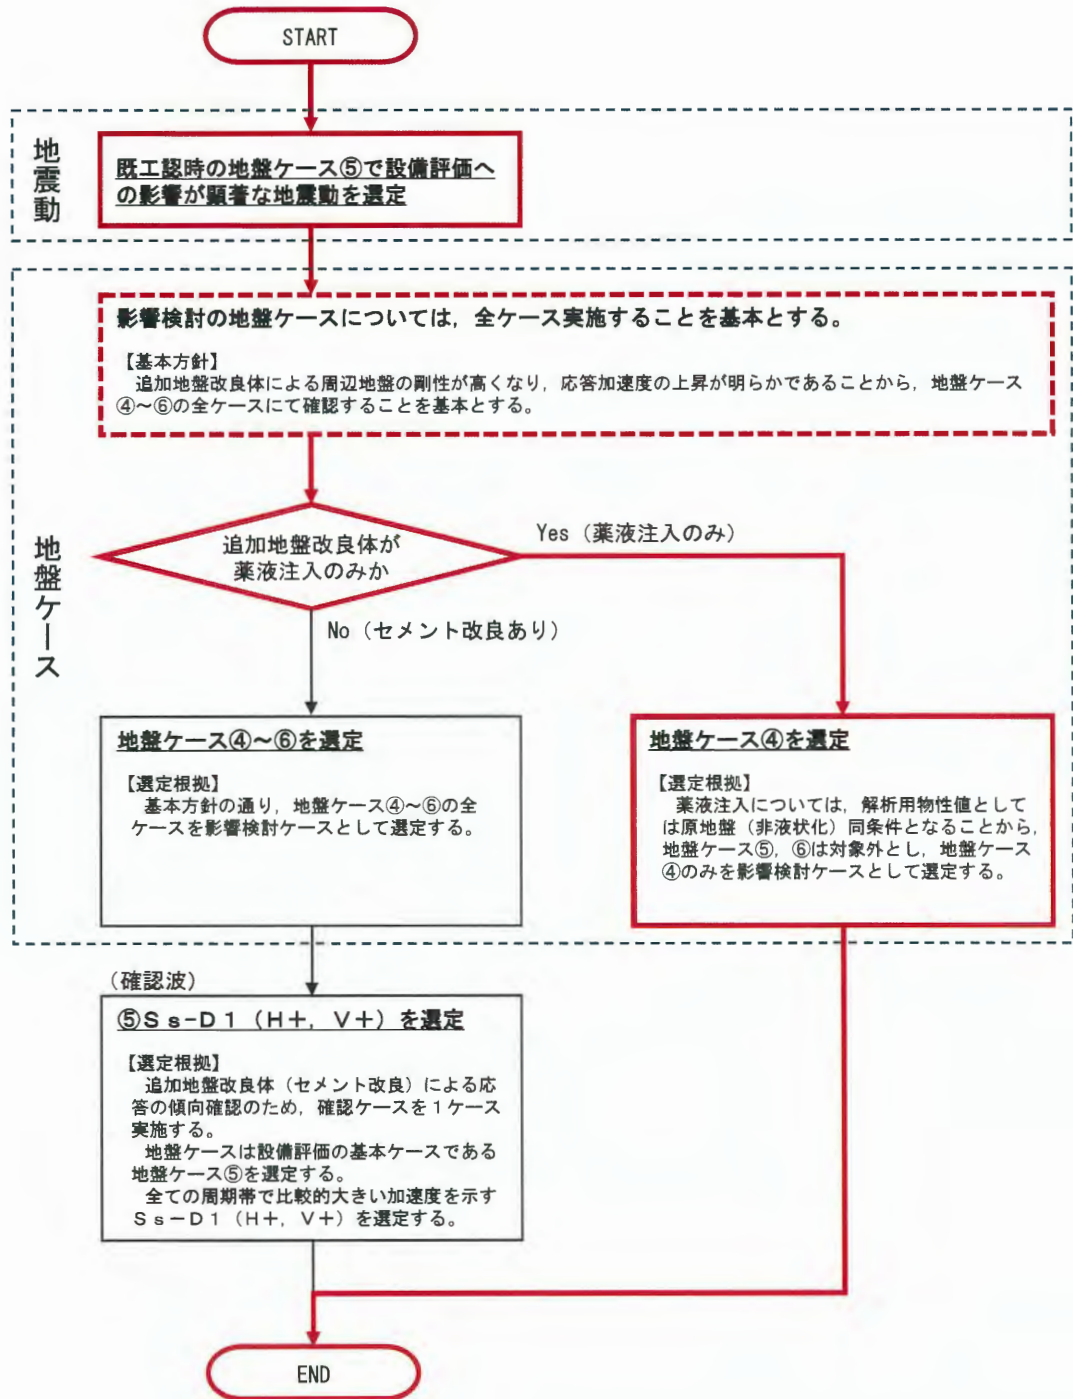 START
地震動
既工認時の地盤ケース⑤で設備評価へ
の影響が顕著な地震動を選定
影響検討の地盤ケースについては，全ケース実施することを基本とする。
【基本方針】
追加地盤改良体による周辺地盤の剛性が高くなり，応答加速度の上昇が明らかであることから，地盤ケース
④～⑥の全ケースにて確認することを基本とする。
地盤ケース
追加地盤改良体が
薬液注入のみか
Yes（薬液注入のみ）
No（セメント改良あり）
地盤ケース④～⑥を選定
【選定根拠】
基本方針の通り，地盤ケース④～⑥の全
ケースを影響検討ケースとして選定する。
地盤ケース④を選定
【選定根拠】
薬液注入については，解析用物性値として
は原地盤（非液状化）同条件となることから，
地盤ケース⑤，⑥は対象外とし，地盤ケース
④のみを影響検討ケースとして選定する。
（確認波）
⑤Ｓｓ−Ｄ１（Ｈ＋，Ｖ＋）を選定
【選定根拠】
追加地盤改良体（セメント改良）による応
答の傾向確認のため，確認ケースを１ケース
実施する。
地盤ケースは設備評価の基本ケースである
地盤ケース⑤を選定する。
全ての周期帯で比較的大きい加速度を示す
Ｓｓ−Ｄ１（Ｈ＋，Ｖ＋）を選定する。
END